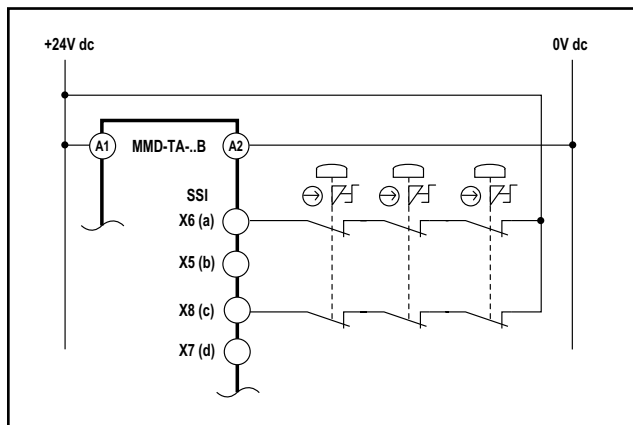 +24V dc 0V dc
A1 MMD-TA-..B A2
SSI
X6 (a)
X5 (b)
X8 (c)
X7 (d)